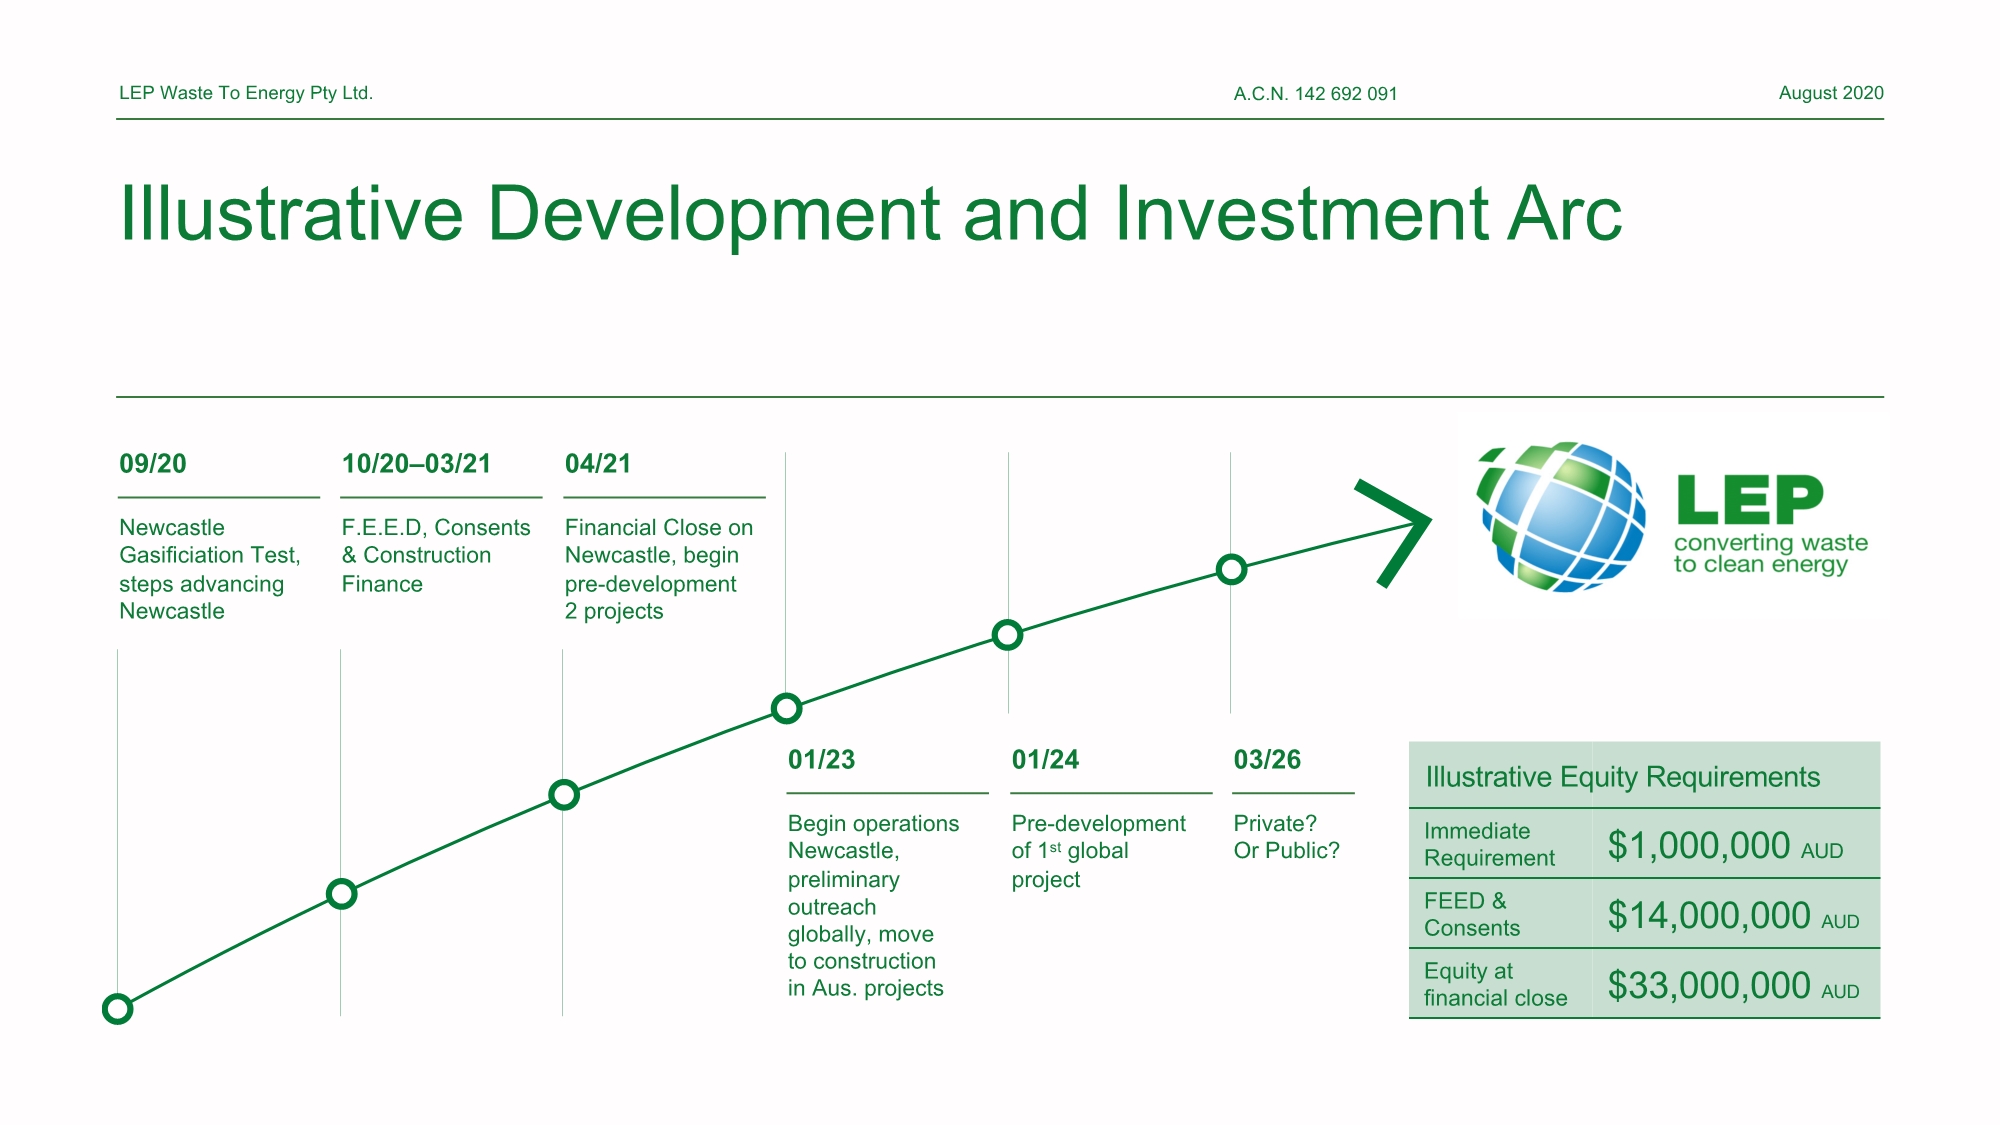 LEP Waste To Energy Pty Ltd.
A.C.N. 142 692 091
August 2020
Illustrative Development and Investment Arc
09/20
Newcastle
Gasificiation Test,
steps advancing
Newcastle
10/20–03/21
F.E.E.D, Consents
& Construction
Finance
04/21
Financial Close on
Newcastle, begin
pre-development
2 projects
LEP
converting waste
to clean energy
01/23
Begin operations
Newcastle,
preliminary
outreach
globally, move
to construction
in Aus. projects
01/24
Pre-development
of 1st global
project
03/26
Private?
Or Public?
Illustrative Equity Requirements
Immediate
Requirement
$1,000,000 AUD
FEED &
Consents
$14,000,000 AUD
Equity at
financial close
$33,000,000 AUD